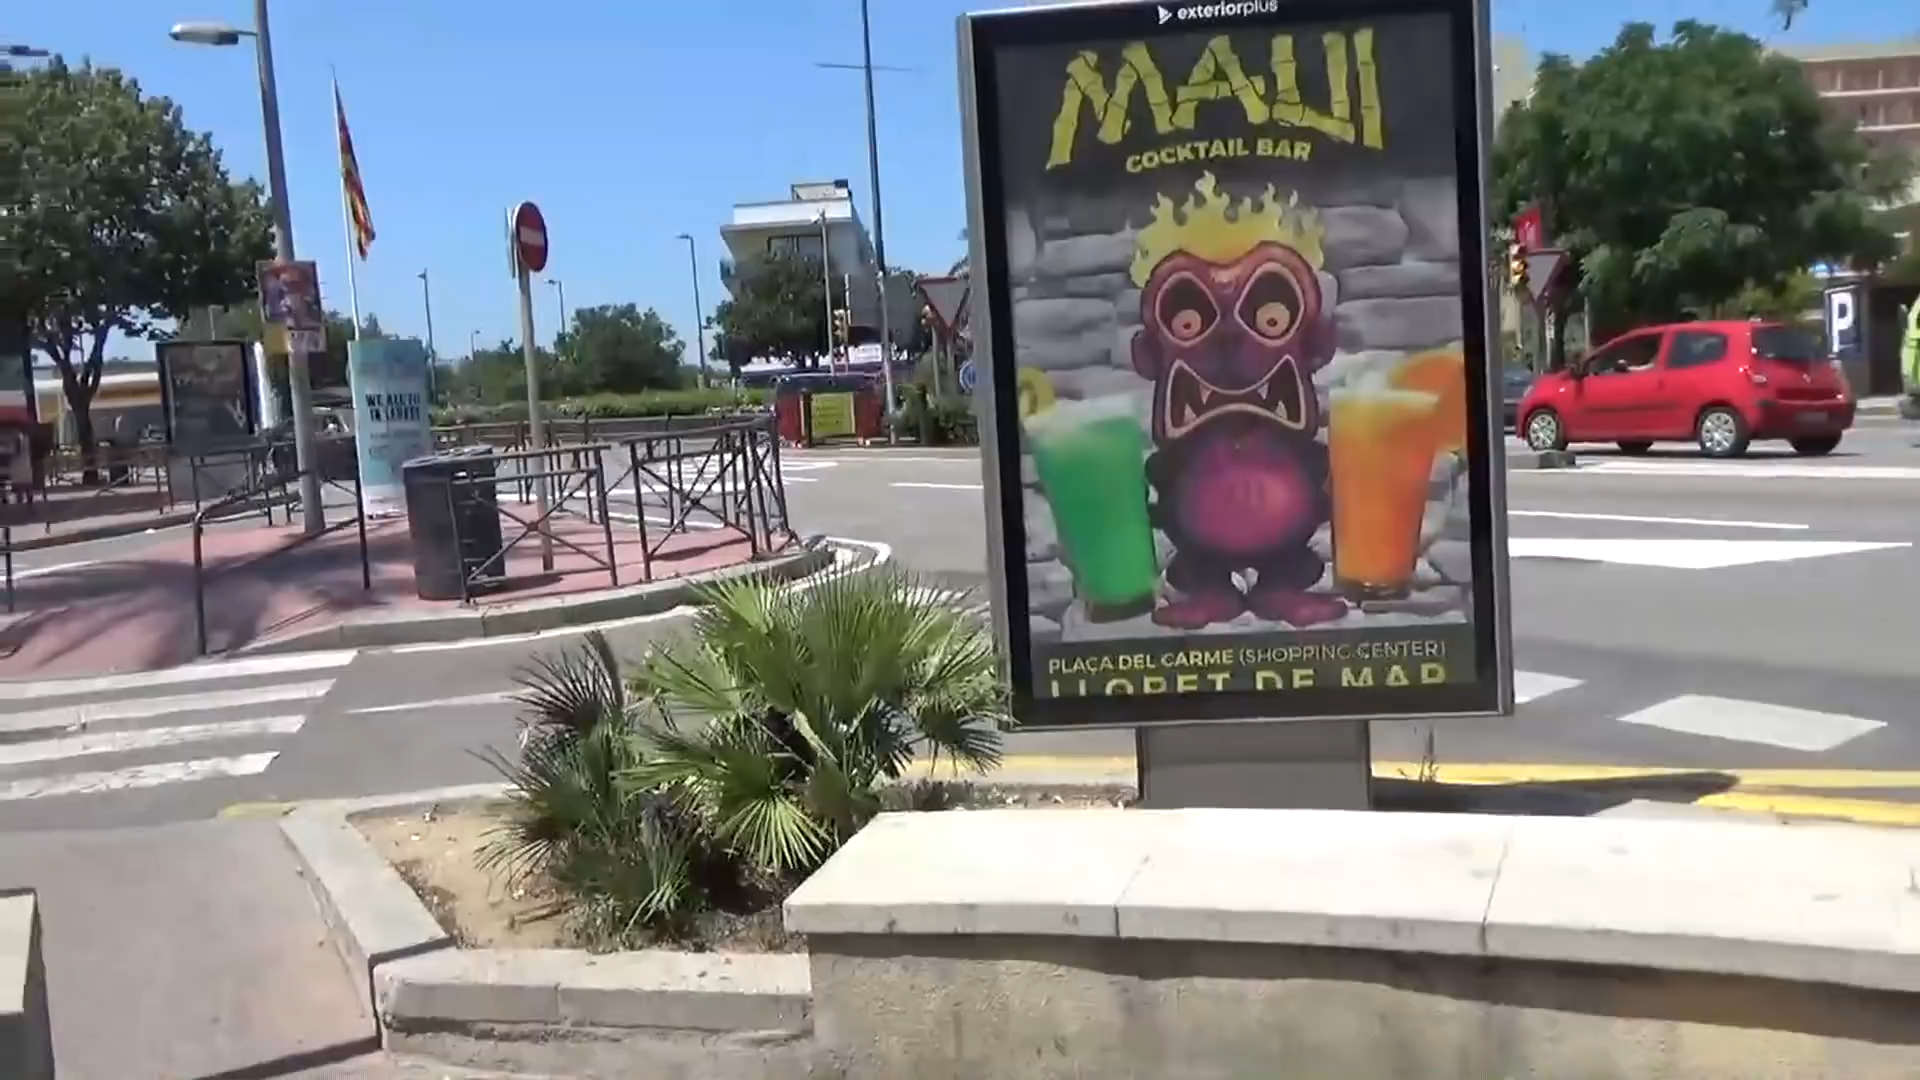 exteriorplus
MAUI
COCKTAIL BAR
PLAÇA DEL CARME (SHOPPING CENTER)
LLORET DE MAR
P